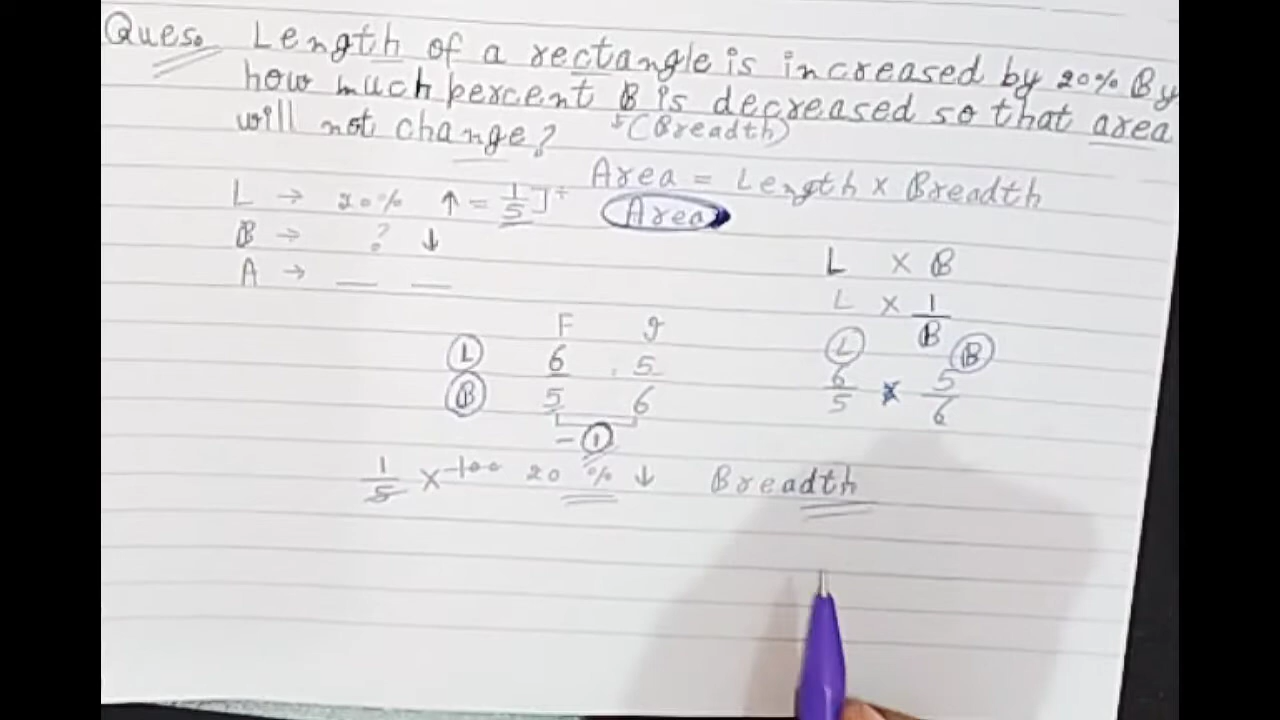 Ques. Length of a rectangle is increased by 20% By
how much percent B is decreased so that area
will not change? ↓(Breadth)
Area = Length × Breadth
L → 20% ↑ = 1/5]+ Area
B → ? ↓
A → __ __
L × B
L × 1/B
F I
L 6 5
B 5 6
-1
L B
6/5 × 5/6
1/5 × 100 20 % ↓ Breadth